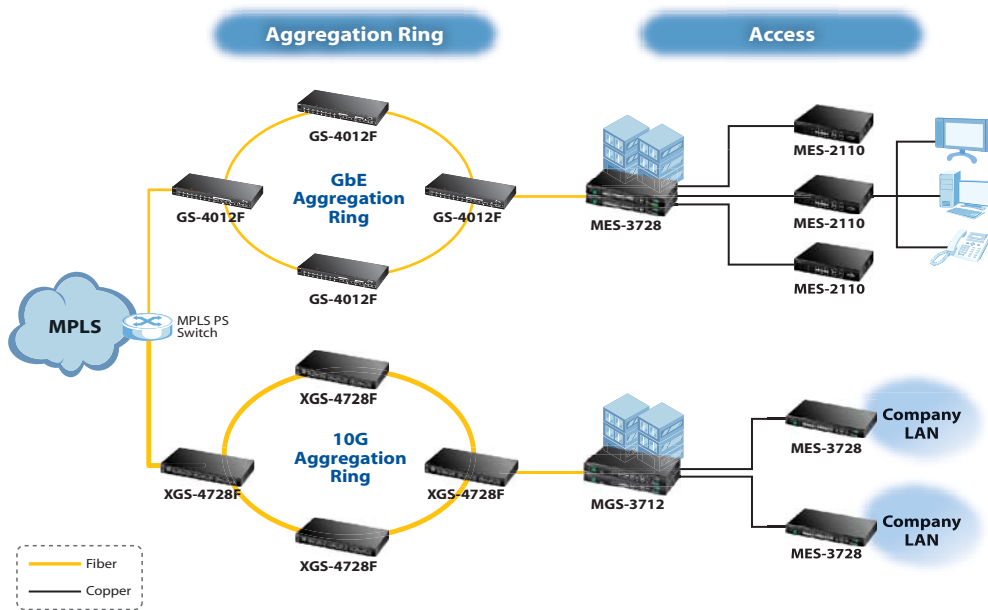 Aggregation Ring
Access
GS-4012F
GbE
Aggregation
Ring
GS-4012F
GS-4012F
GS-4012F
MES-3728
MES-2110
MES-2110
MES-2110
MPLS
MPLS PS
Switch
XGS-4728F
10G
Aggregation
Ring
XGS-4728F
XGS-4728F
XGS-4728F
MGS-3712
MES-3728
Company
LAN
MES-3728
Company
LAN
Fiber
Copper